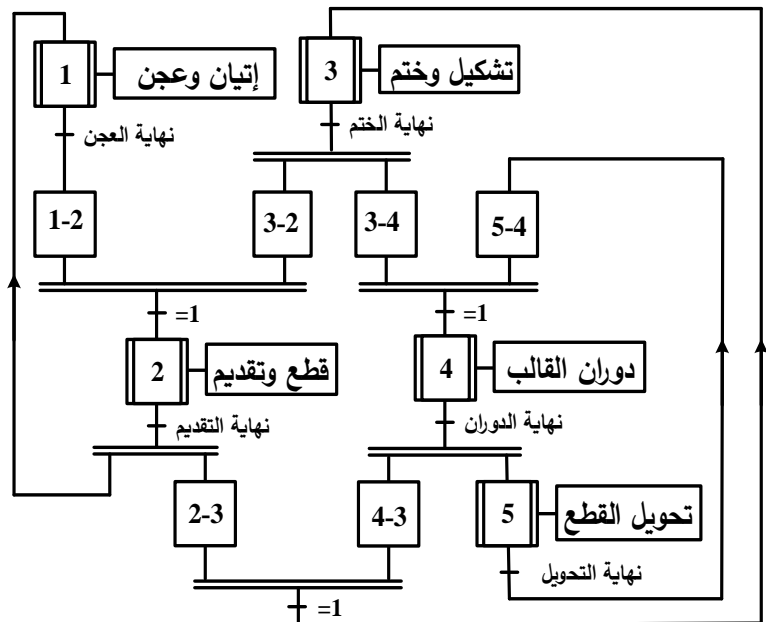 1
إتيان وعجن
3
تشكيل وختم
نهاية العجن
نهاية الختم
1-2
3-2
3-4
5-4
=1
=1
2
قطع وتقديم
4
دوران القالب
نهاية التقديم
نهاية الدوران
2-3
4-3
5
تحويل القطع
نهاية التحويل
=1